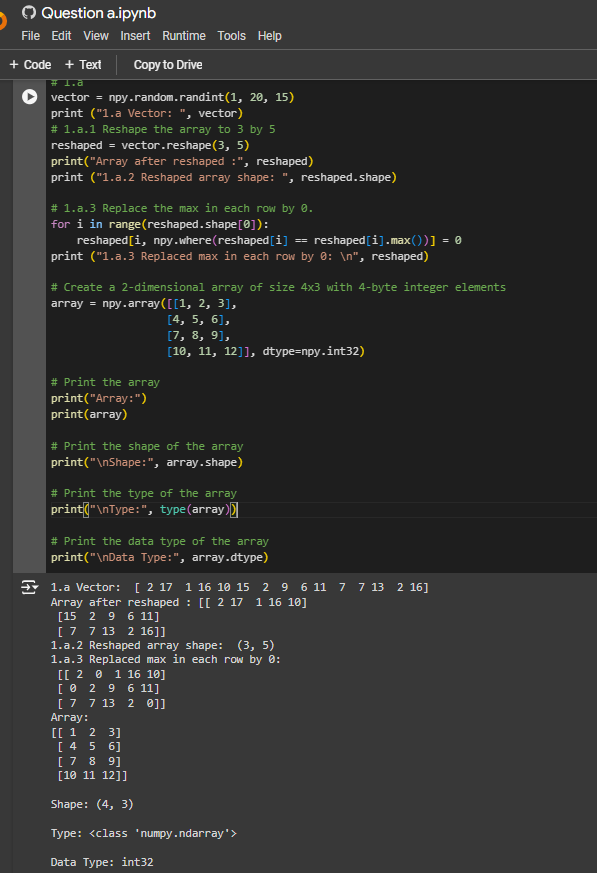 Question a.ipynb
File Edit View Insert Runtime Tools Help
+ Code + Text Copy to Drive
# 1.a
vector = npy.random.randint(1, 20, 15)
print ("1.a Vector: ", vector)
# 1.a.1 Reshape the array to 3 by 5
reshaped = vector.reshape(3, 5)
print("Array after reshaped :", reshaped)
print ("1.a.2 Reshaped array shape: ", reshaped.shape)

# 1.a.3 Replace the max in each row by 0.
for i in range(reshaped.shape[0]):
    reshaped[i, npy.where(reshaped[i] == reshaped[i].max())] = 0
print ("1.a.3 Replaced max in each row by 0: \n", reshaped)

# Create a 2-dimensional array of size 4x3 with 4-byte integer elements
array = npy.array([[1, 2, 3],
                  [4, 5, 6],
                  [7, 8, 9],
                  [10, 11, 12]], dtype=npy.int32)

# Print the array
print("Array:")
print(array)

# Print the shape of the array
print("\nShape:", array.shape)

# Print the type of the array
print("\nType:", type(array))

# Print the data type of the array
print("\nData Type:", array.dtype)

1.a Vector:  [ 2 17  1 16 10 15  2  9  6 11  7  7 13  2 16]
Array after reshaped : [[ 2 17  1 16 10]
 [15  2  9  6 11]
 [ 7  7 13  2 16]]
1.a.2 Reshaped array shape:  (3, 5)
1.a.3 Replaced max in each row by 0:
 [[ 2  0  1 16 10]
 [ 0  2  9  6 11]
 [ 7  7 13  2  0]]
Array:
[[ 1  2  3]
 [ 4  5  6]
 [ 7  8  9]
 [10 11 12]]

Shape: (4, 3)

Type: <class 'numpy.ndarray'>

Data Type: int32